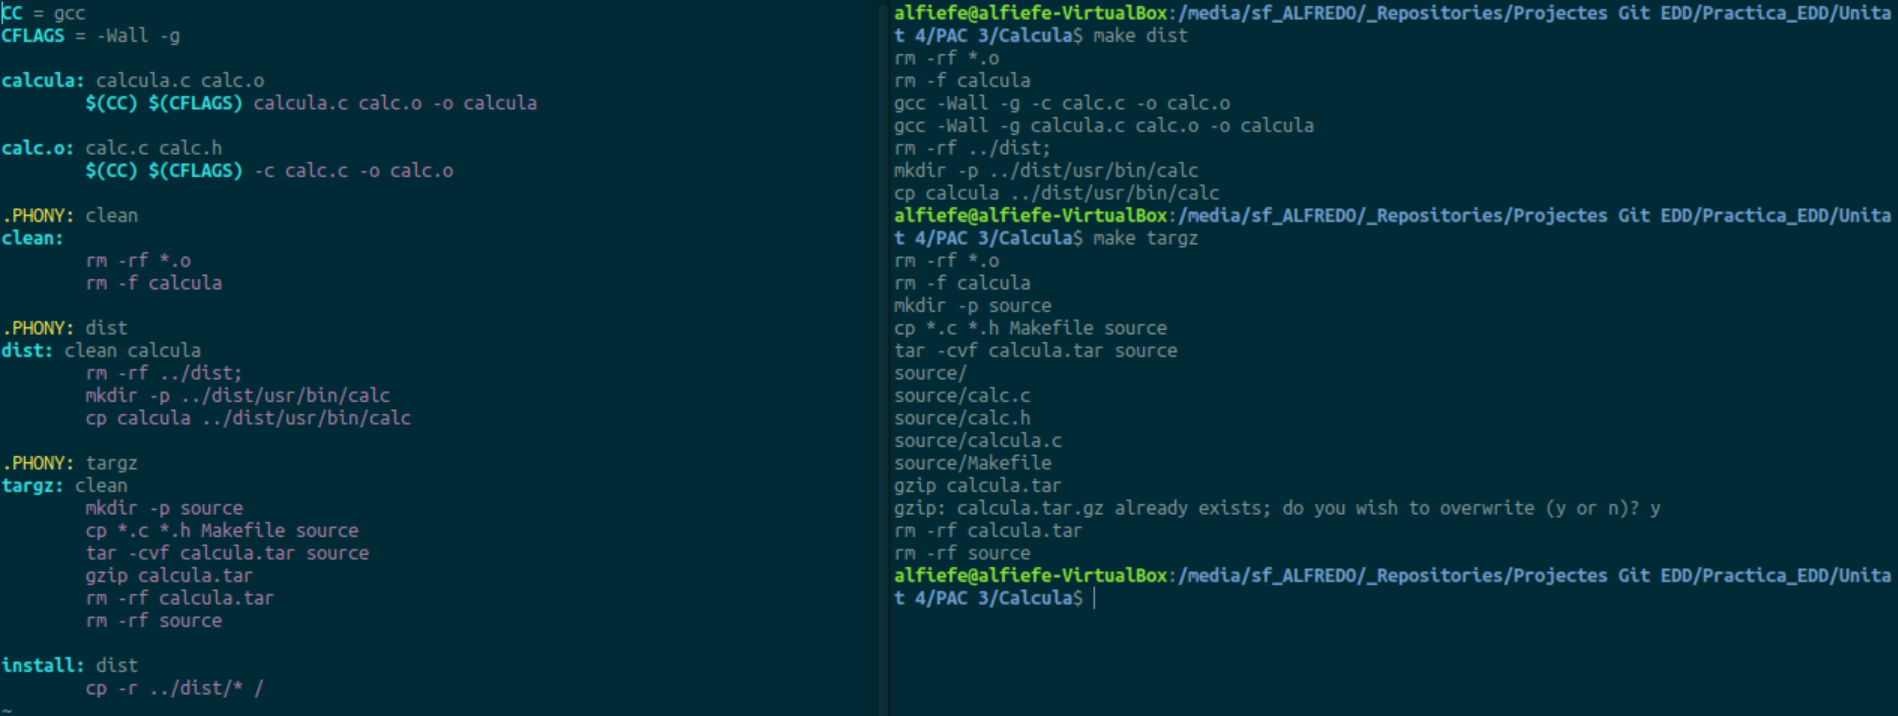 CC = gcc
CFLAGS = -Wall -g
calcula: calcula.c calc.o
$(CC) $(CFLAGS) calcula.c calc.o -o calcula
calc.o: calc.c calc.h
$(CC) $(CFLAGS) -c calc.c -o calc.o
.PHONY: clean
clean:
rm -rf *.o
rm -f calcula
.PHONY: dist
dist: clean calcula
rm -rf ../dist;
mkdir -p ../dist/usr/bin/calc
cp calcula ../dist/usr/bin/calc
.PHONY: targz
targz: clean
mkdir -p source
cp *.c *.h Makefile source
tar -cvf calcula.tar source
gzip calcula.tar
rm -rf calcula.tar
rm -rf source
install: dist
cp -r ../dist/* /
~
alfiefe@alfiefe-VirtualBox:/media/sf_ALFREDO/_Repositories/Projectes Git EDD/Practica_EDD/Unita
t 4/PAC 3/Calcula$ make dist
rm -rf *.o
rm -f calcula
gcc -Wall -g -c calc.c -o calc.o
gcc -Wall -g calcula.c calc.o -o calcula
rm -rf ../dist;
mkdir -p ../dist/usr/bin/calc
cp calcula ../dist/usr/bin/calc
alfiefe@alfiefe-VirtualBox:/media/sf_ALFREDO/_Repositories/Projectes Git EDD/Practica_EDD/Unita
t 4/PAC 3/Calcula$ make targz
rm -rf *.o
rm -f calcula
mkdir -p source
cp *.c *.h Makefile source
tar -cvf calcula.tar source
source/
source/calc.c
source/calc.h
source/calcula.c
source/Makefile
gzip calcula.tar
gzip: calcula.tar.gz already exists; do you wish to overwrite (y or n)? y
rm -rf calcula.tar
rm -rf source
alfiefe@alfiefe-VirtualBox:/media/sf_ALFREDO/_Repositories/Projectes Git EDD/Practica_EDD/Unita
t 4/PAC 3/Calcula$